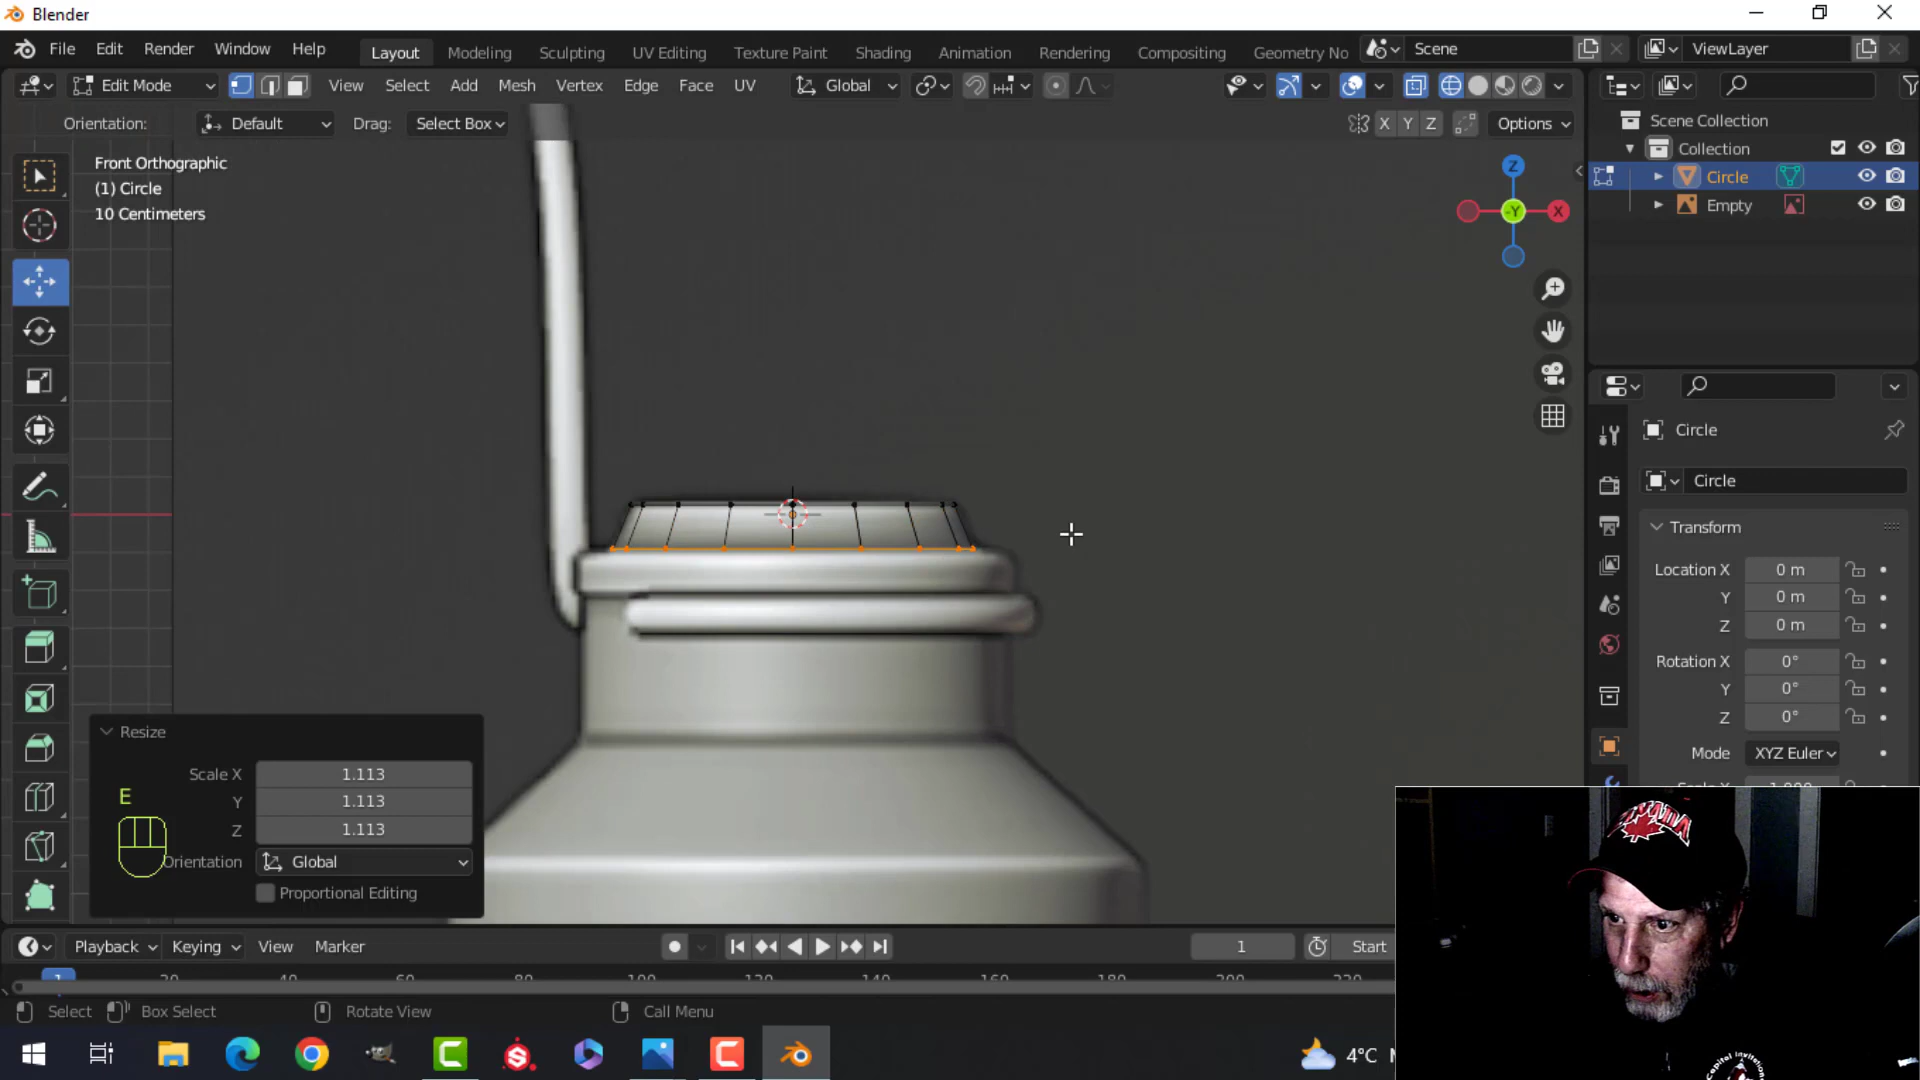 Blender
File Edit Render Window Help
Layout Modeling Sculpting UV Editing Texture Paint Shading Animation Rendering Compositing Geometry No
Scene
ViewLayer
Edit Mode View Select Add Mesh Vertex Edge Face UV Global
Orientation: Default Drag: Select Box X Y Z Options
Front Orthographic
(1) Circle
10 Centimeters
Z
-Y X
Scene Collection
Collection
Circle
Empty
Circle
Circle
Transform
Location X 0 m
Y 0 m
Z 0 m
Rotation X 0°
Y 0°
Z 0°
Mode XYZ Euler
Resize
Scale X 1.113
Y 1.113
Z 1.113
E
Orientation Global
Proportional Editing
Playback Keying View Marker 1 Start
Select Box Select Rotate View Call Menu
4°C